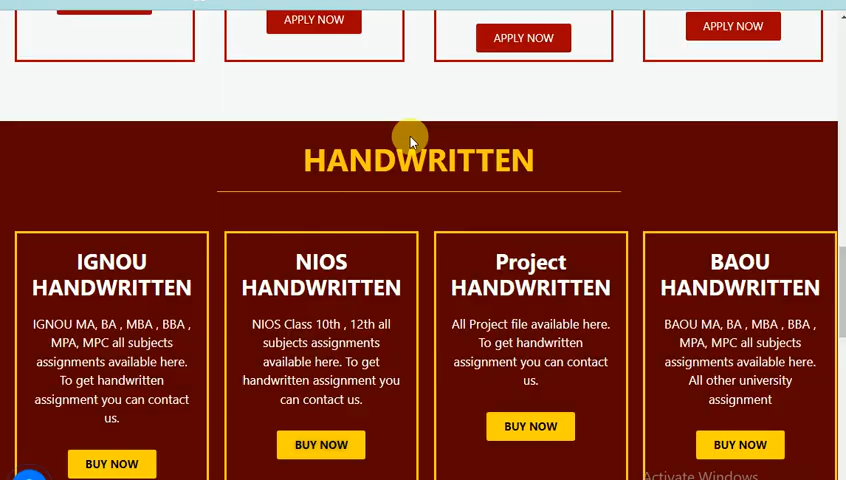 APPLY NOW
APPLY NOW
APPLY NOW
HANDWRITTEN
IGNOU
HANDWRITTEN
IGNOU MA, BA , MBA , BBA ,
MPA, MPC all subjects
assignments available here.
To get handwritten
assignment you can contact
us.
BUY NOW
NIOS
HANDWRITTEN
NIOS Class 10th , 12th all
subjects assignments
available here. To get
handwritten assignment you
can contact us.
BUY NOW
Project
HANDWRITTEN
All Project file available here.
To get handwritten
assignment you can contact
us.
BUY NOW
BAOU
HANDWRITTEN
BAOU MA, BA , MBA , BBA ,
MPA, MPC all subjects
assignments available here.
All other university
assignment
BUY NOW
Activate Windows